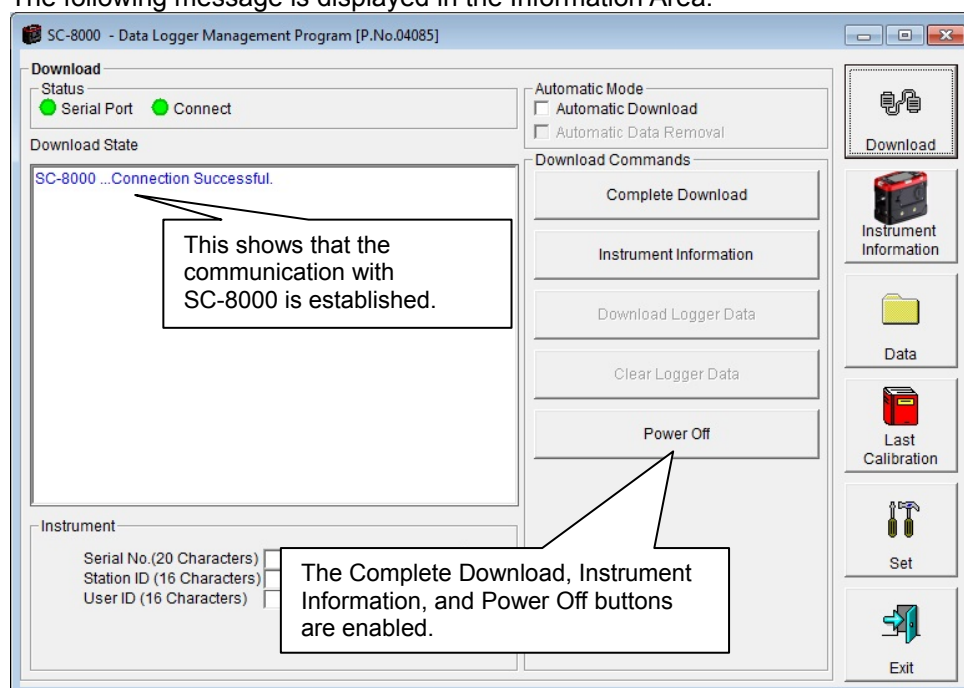 The following message is displayed in the Information Area.
SC-8000 - Data Logger Management Program [P.No.04085]
Download
Status
Serial Port Connect
Download State
SC-8000 ...Connection Successful.
This shows that the
communication with
SC-8000 is established.
Instrument
Serial No.(20 Characters)
Station ID (16 Characters)
User ID (16 Characters)
Automatic Mode
Automatic Download
Automatic Data Removal
Download Commands
Complete Download
Instrument Information
Download Logger Data
Clear Logger Data
Power Off
The Complete Download, Instrument
Information, and Power Off buttons
are enabled.
Download
Instrument
Information
Data
Last
Calibration
Set
Exit